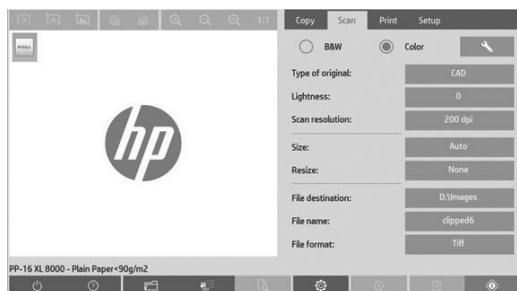 1:1
Copy Scan Print Setup
B&W Color
Type of original: CAD
Lightness: 0
Scan resolution: 200 dpi
Size: Auto
Resize: None
File destination: D:\Images
File name: clipped6
File format: Tiff
hp
PP-16 XL 8000 - Plain Paper<90g/m2